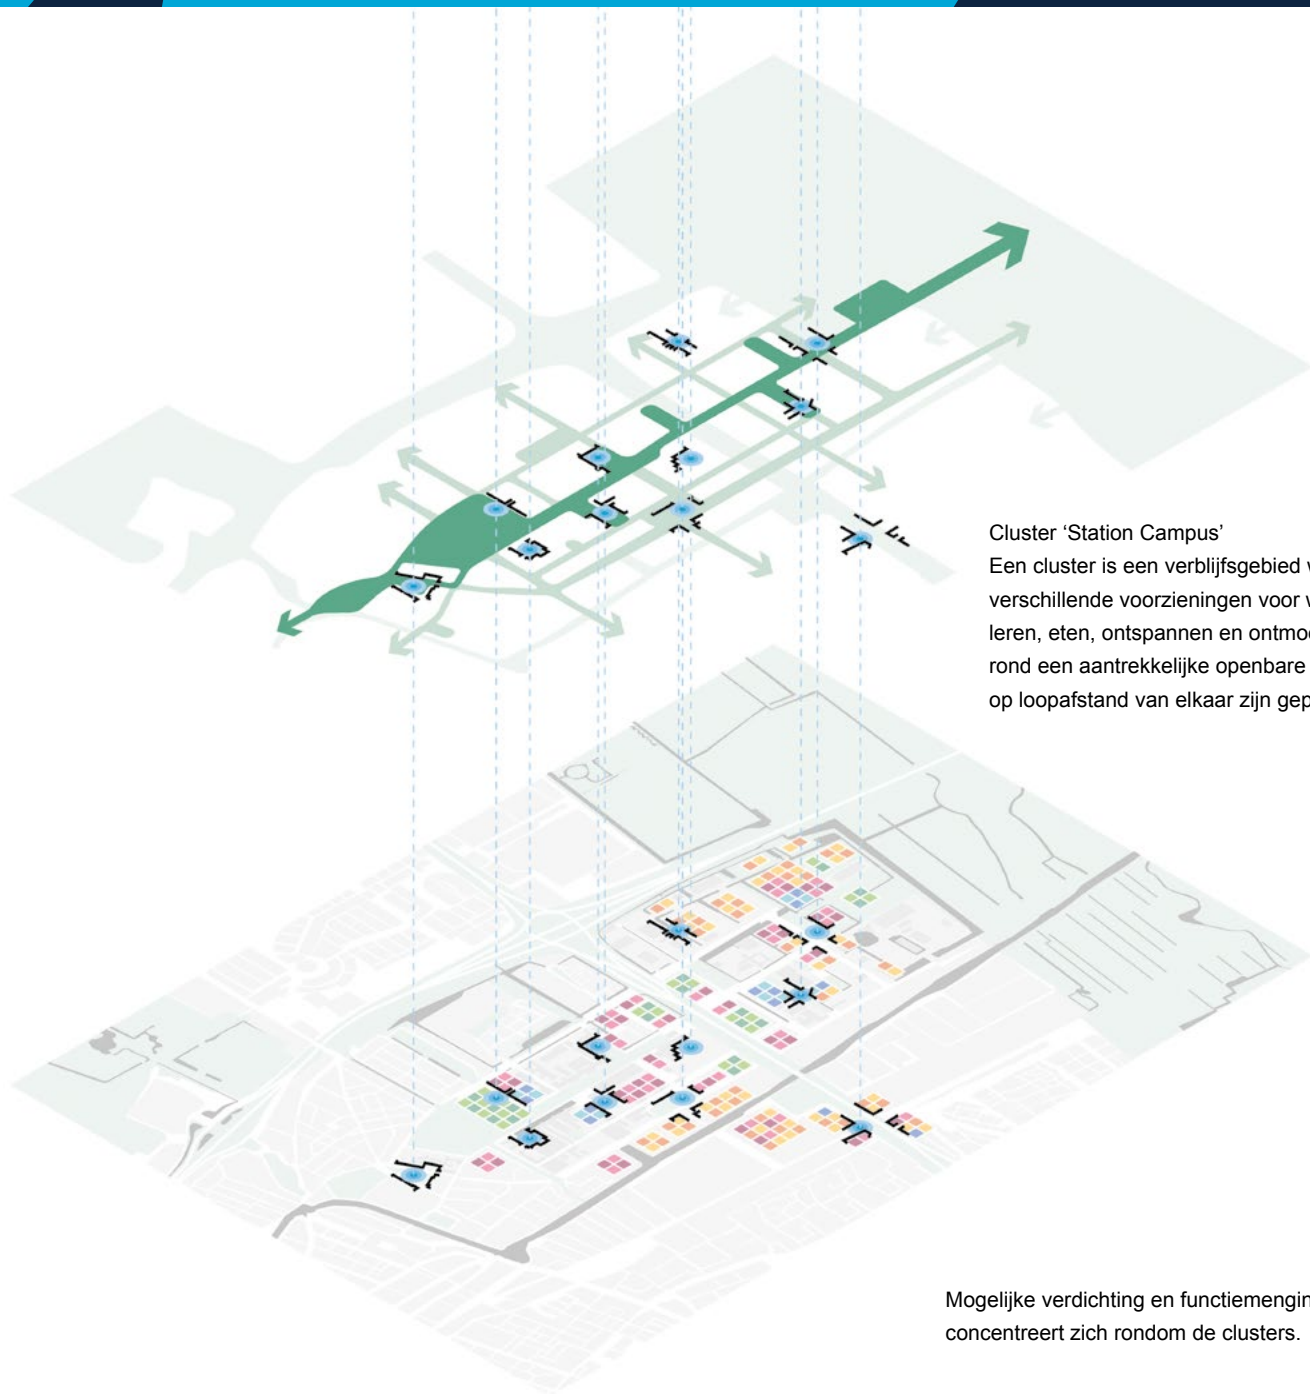 Cluster ‘Station Campus’
Een cluster is een verblijfsgebied
verschillende voorzieningen voor
leren, eten, ontspannen en
rond een aantrekkelijke openbare
op loopafstand van elkaar zijn
Mogelijke verdichting en
concentreert zich rondom de clusters.